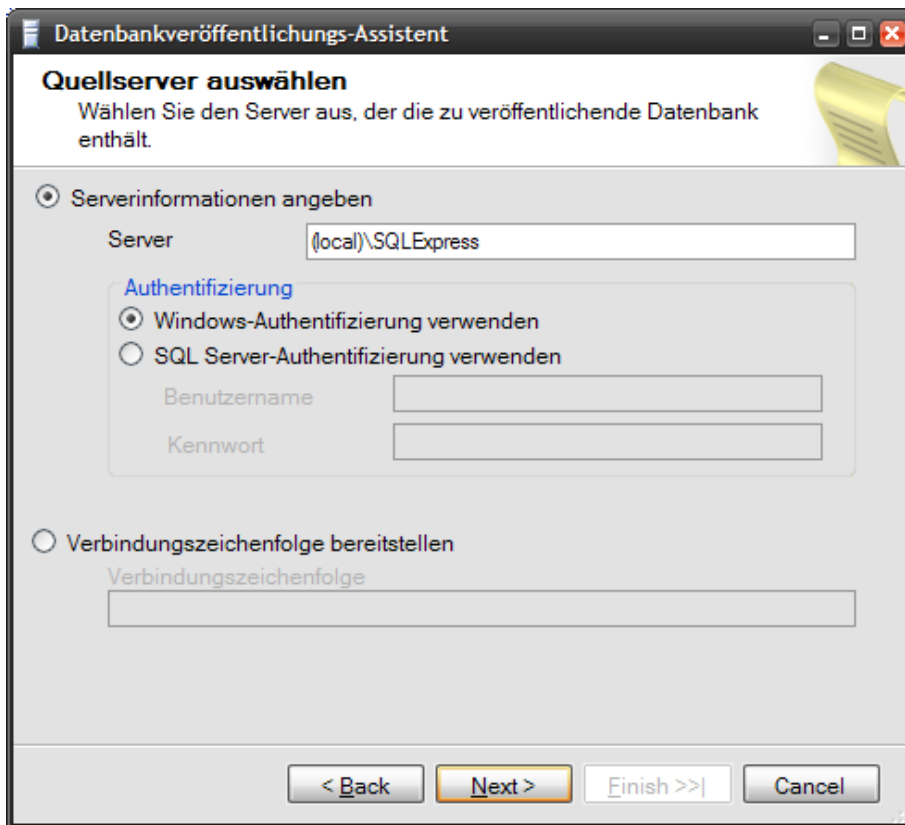 Datenbankveröffentlichungs-Assistent
Quellserver auswählen
Wählen Sie den Server aus, der die zu veröffentlichende Datenbank
enthält.
Serverinformationen angeben
Server (local)\SQLExpress
Authentifizierung
Windows-Authentifizierung verwenden
SQL Server-Authentifizierung verwenden
Benutzername
Kennwort
Verbindungszeichenfolge bereitstellen
Verbindungszeichenfolge
< Back Next > Finish >>| Cancel